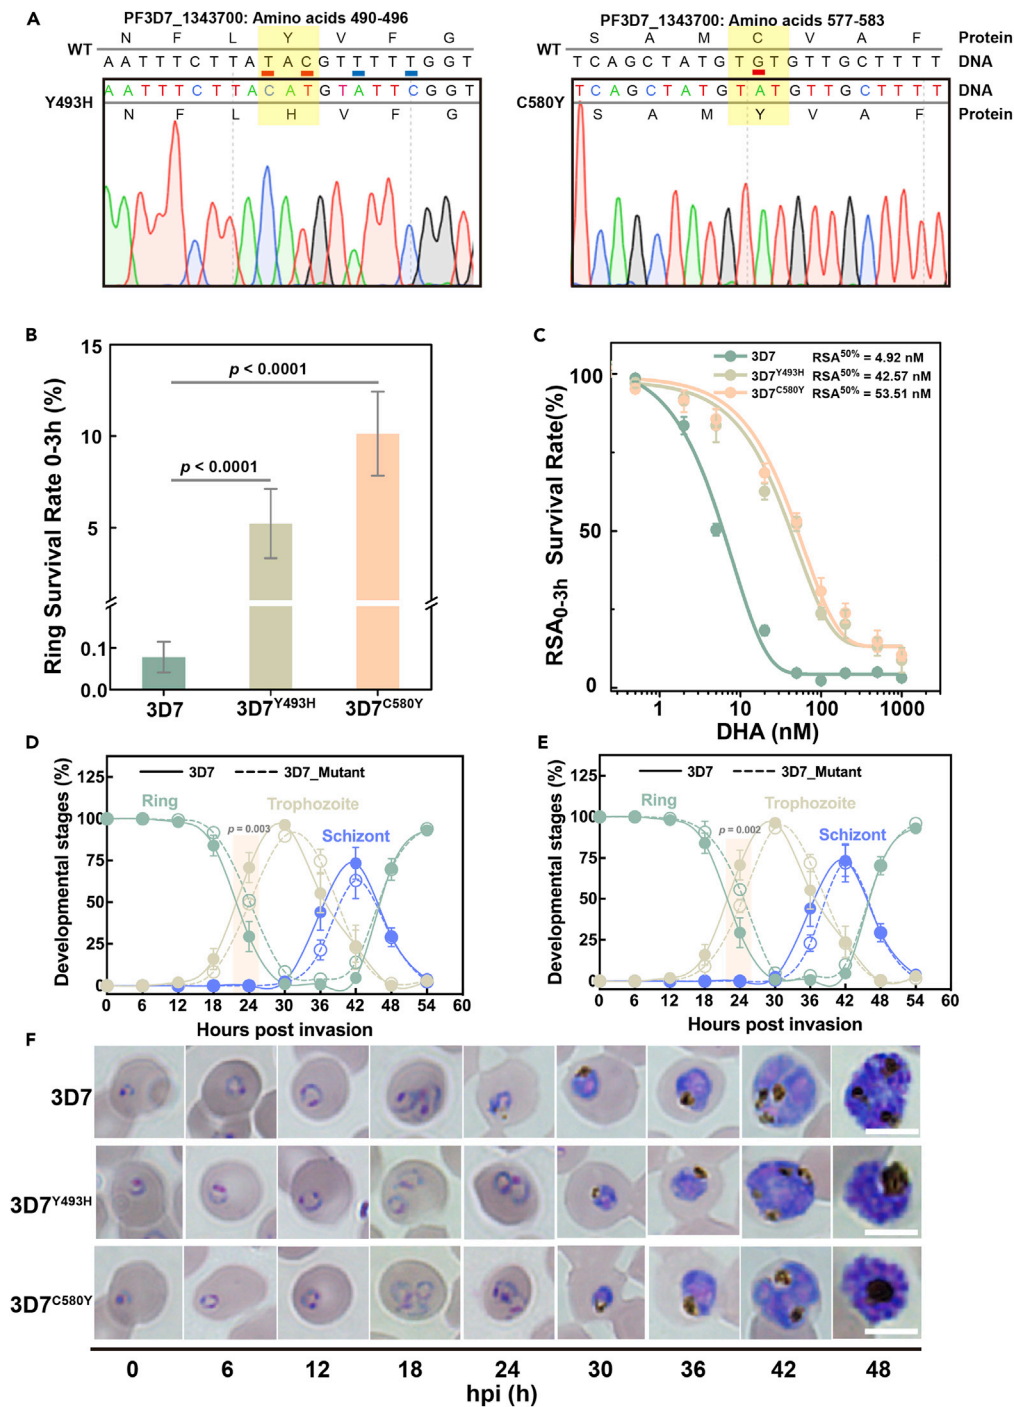 A
PF3D7_1343700: Amino acids 490-496
N F L Y V F G
WT
A A T T T C T T A T A C G T T T T T G G T
A A T T T C T T A C A T G T A T T C G G T
Y493H
N F L H V F G
PF3D7_1343700: Amino acids 577-583
S A M C V A F Protein
WT
T C A G C T A T G T G T G T T G C T T T T DNA
T C A G C T A T G T A T G T T G C T T T T DNA
C580Y
S A M Y V A F Protein
B
Ring Survival Rate 0-3h (%)
15
10
5
0.1
0.0
p < 0.0001
p < 0.0001
3D7 3D7Y493H 3D7C580Y
C
RSA0-3h Survival Rate(%)
100
50
0
3D7 RSA50% = 4.92 nM
3D7Y493H RSA50% = 42.57 nM
3D7C580Y RSA50% = 53.51 nM
1 10 100 1000
DHA (nM)
D
Developmental stages (%)
125
100
75
50
25
0
3D7 3D7_Mutant
Ring Trophozoite
p = 0.003
Schizont
0 6 12 18 24 30 36 42 48 54 60
Hours post invasion
E
Developmental stages (%)
125
100
75
50
25
0
3D7 3D7_Mutant
Ring Trophozoite
p = 0.002
Schizont
0 6 12 18 24 30 36 42 48 54 60
Hours post invasion
F
3D7
3D7Y493H
3D7C580Y
0 6 12 18 24 30 36 42 48
hpi (h)